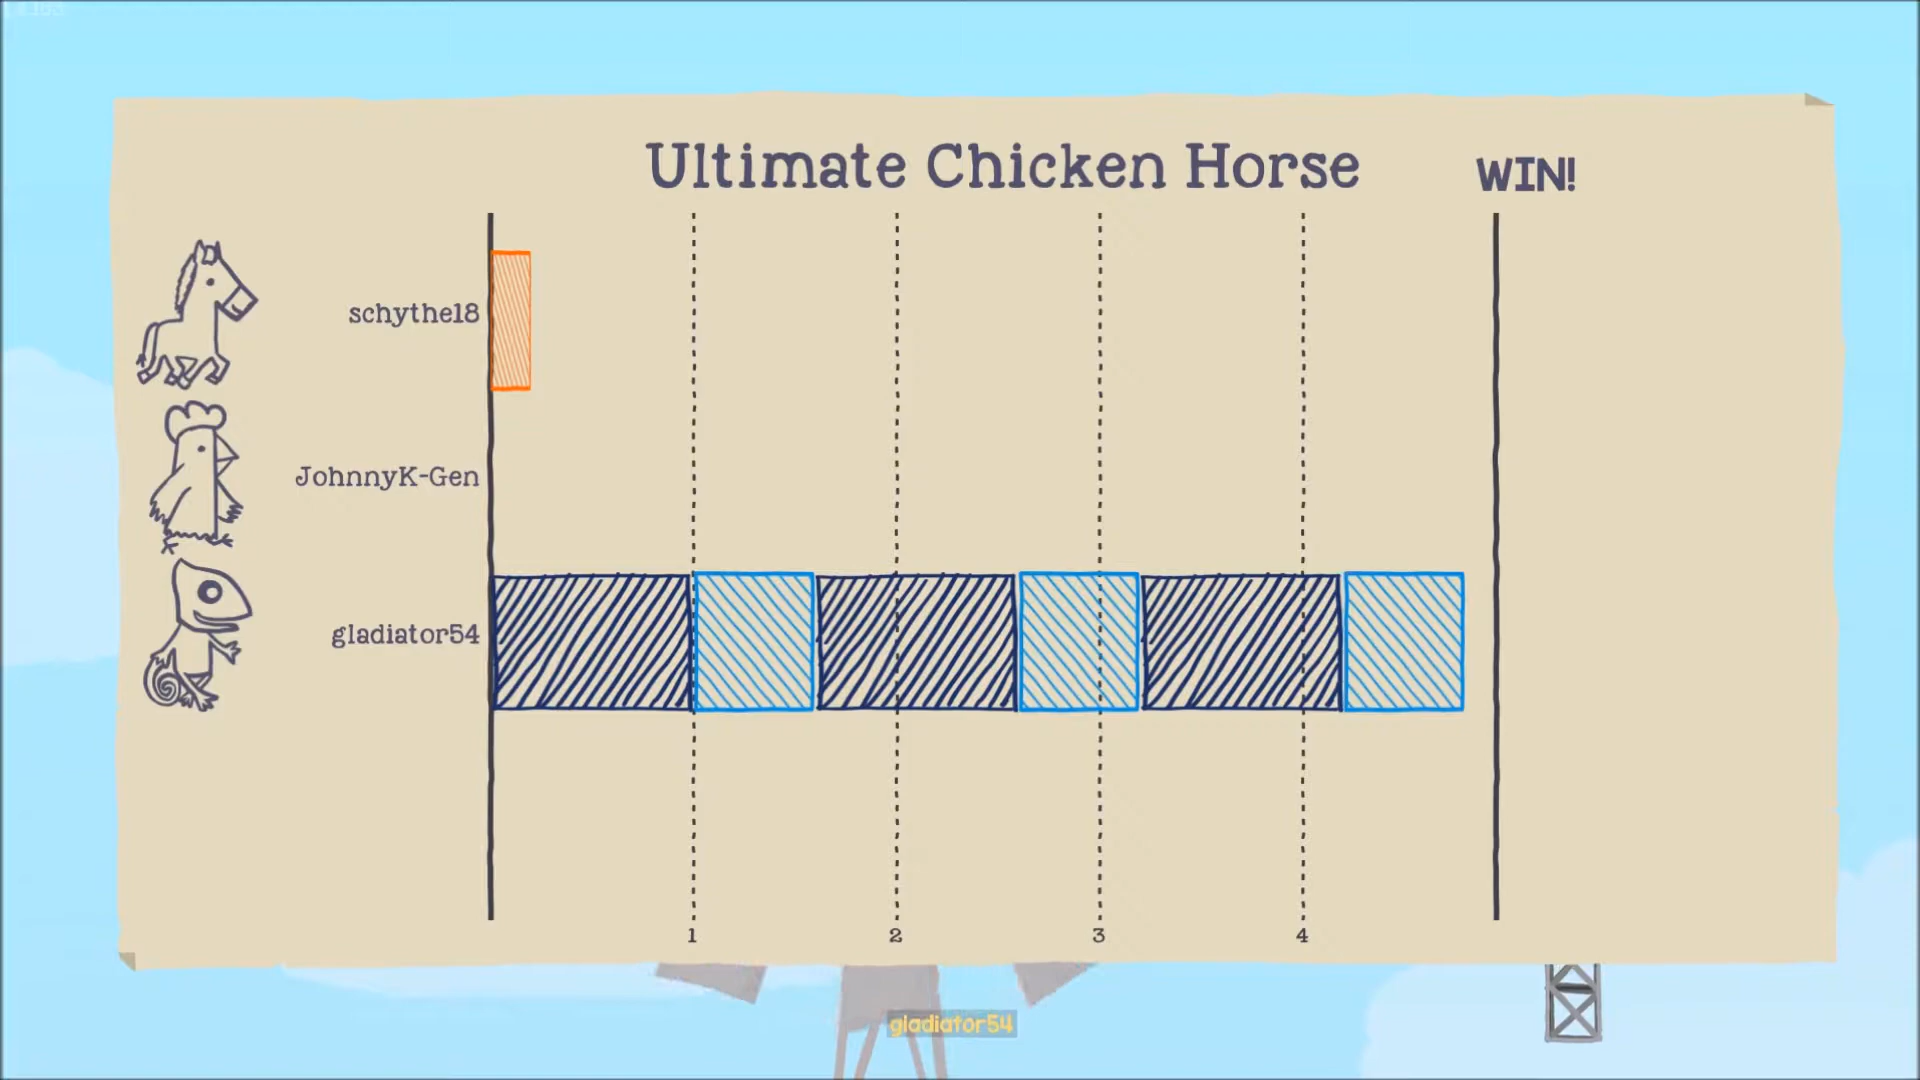 Ultimate Chicken Horse
WIN!
schythe18
JohnnyK-Gen
gladiator54
1 2 3 4
gladiator54